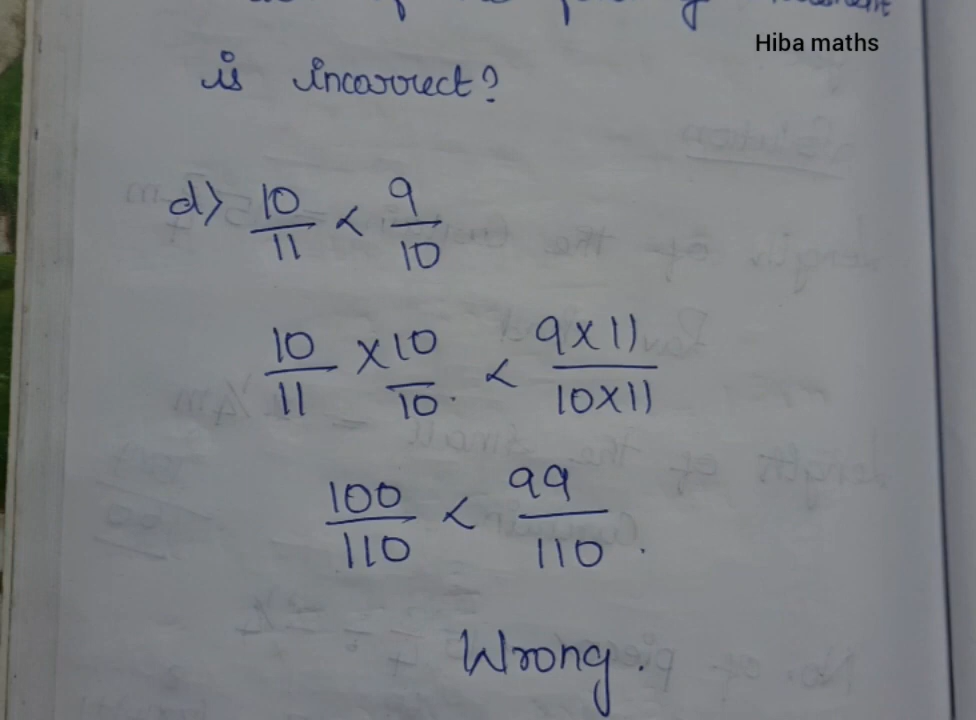 Hiba maths
is incorrect?
d) 10/11 < 9/10
10/11 × 10/10 < 9×11/10×11
100/110 < 99/110.
Wrong.